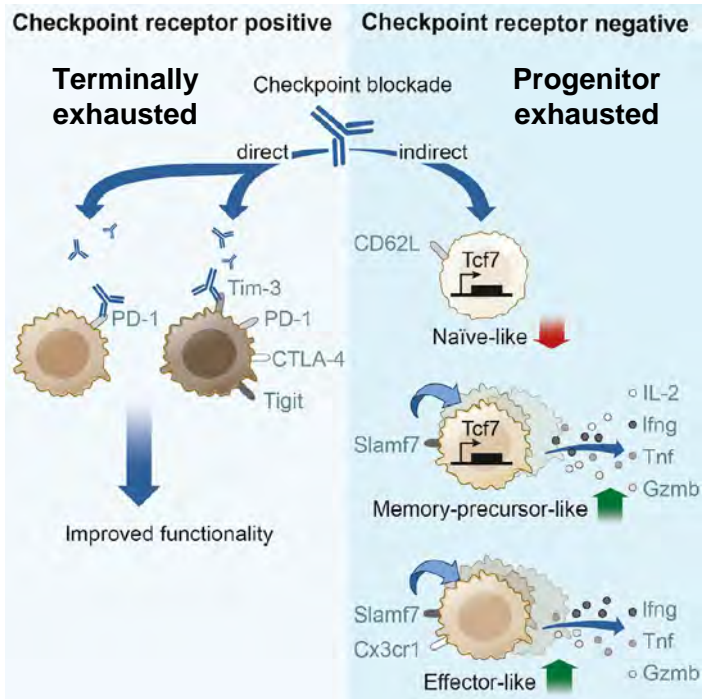 Checkpoint receptor positive
Checkpoint receptor negative
Terminally
exhausted
Checkpoint blockade
Progenitor
exhausted
direct
indirect
CD62L
Tcf7
Naïve-like
Tim-3
PD-1
PD-1
CTLA-4
Tigit
Improved functionality
Slamf7
Tcf7
IL-2
Ifng
Tnf
Gzmb
Memory-precursor-like
Slamf7
Cx3cr1
Ifng
Tnf
Gzmb
Effector-like